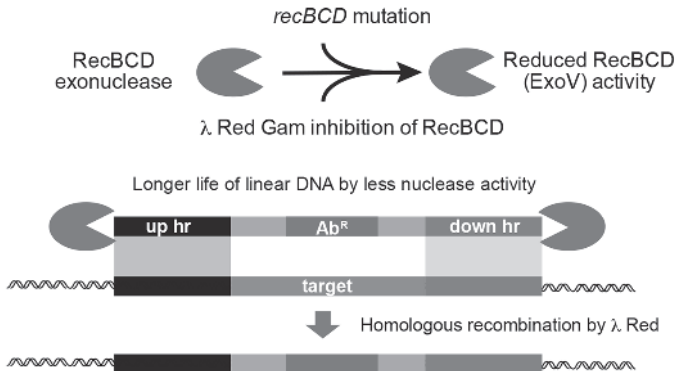 recBCD mutation
RecBCD
exonuclease
Reduced RecBCD
(ExoV) activity
λ Red Gam inhibition of RecBCD
Longer life of linear DNA by less nuclease activity
up hr Abᴿ down hr
target
Homologous recombination by λ Red